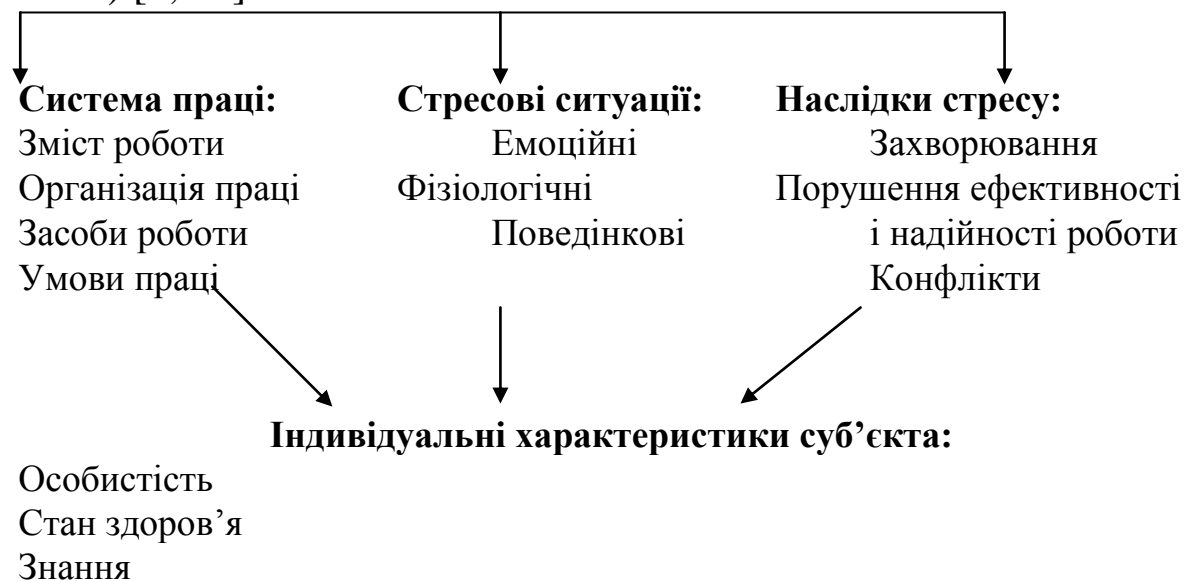 Система праці:
Зміст роботи
Організація праці
Засоби роботи
Умови праці
Стресові ситуації:
Емоційні
Фізіологічні
Поведінкові
Наслідки стресу:
Захворювання
Порушення ефективності
і надійності роботи
Конфлікти
Індивідуальні характеристики суб’єкта:
Особистість
Стан здоров’я
Знання